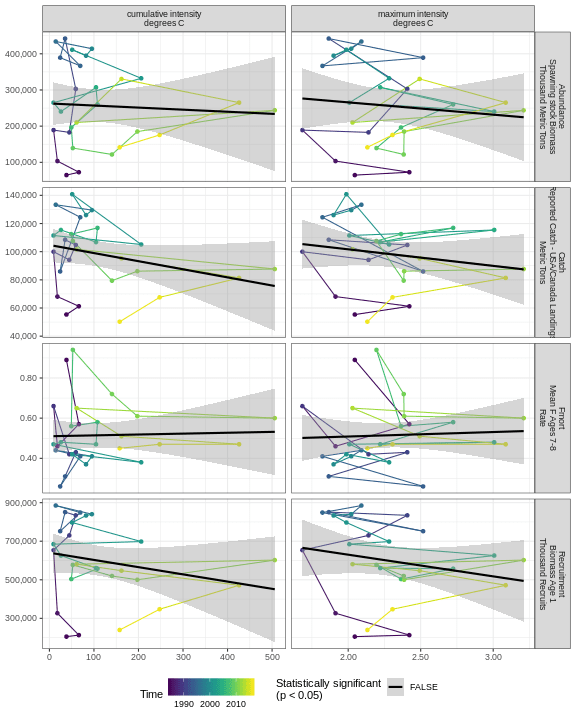 cumulative intensity
degrees C
maximum intensity
degrees C
400,000
300,000
200,000
100,000
Abundance
Spawning stock Biomass
Thousand Metric Tons
140,000
120,000
100,000
80,000
60,000
40,000
Catch
Reported Catch - USA/Canada Landings
Metric Tons
0.80
0.60
0.40
Fmort
Mean F Ages 7-8
Rate
900,000
700,000
500,000
300,000
Recruitment
Biomass Age 1
Thousand Recruits
0 100 200 300 400 500
2.00 2.50 3.00
Time
1990 2000 2010
Statistically significant
(p < 0.05)
FALSE